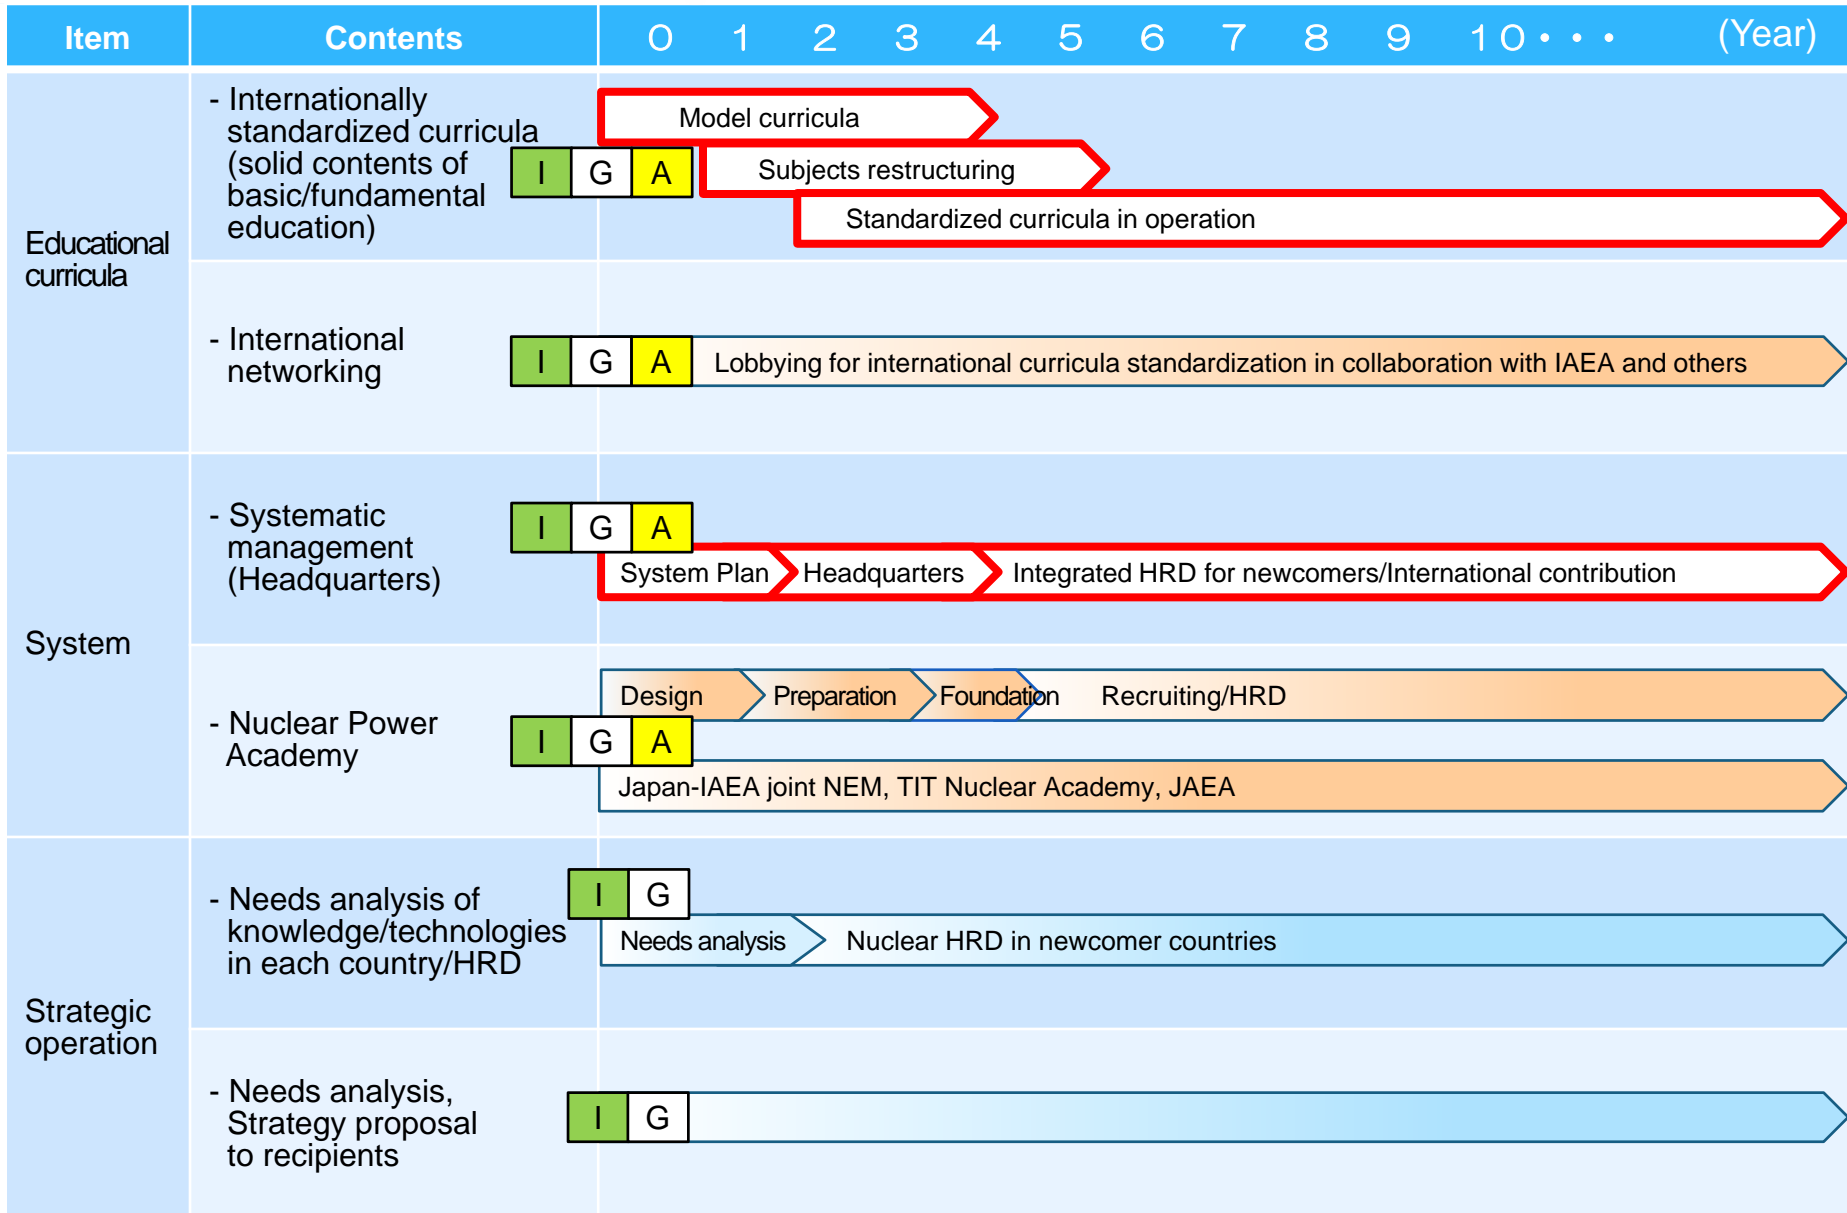 Item Contents 0 1 2 3 4 5 6 7 8 9 10・・・ (Year)
Educational
curricula
- Internationally
standardized curricula
(solid contents of
basic/fundamental
education)
I G A
Model curricula
Subjects restructuring
Standardized curricula in operation
- International
networking
I G A
Lobbying for international curricula standardization in collaboration with IAEA and others
System
- Systematic
management
(Headquarters)
I G A
System Plan Headquarters Integrated HRD for newcomers/International contribution
- Nuclear Power
Academy
I G A
Design Preparation Foundation Recruiting/HRD
Japan-IAEA joint NEM, TIT Nuclear Academy, JAEA
Strategic
operation
- Needs analysis of
knowledge/technologies
in each country/HRD
I G
Needs analysis Nuclear HRD in newcomer countries
- Needs analysis,
Strategy proposal
to recipients
I G